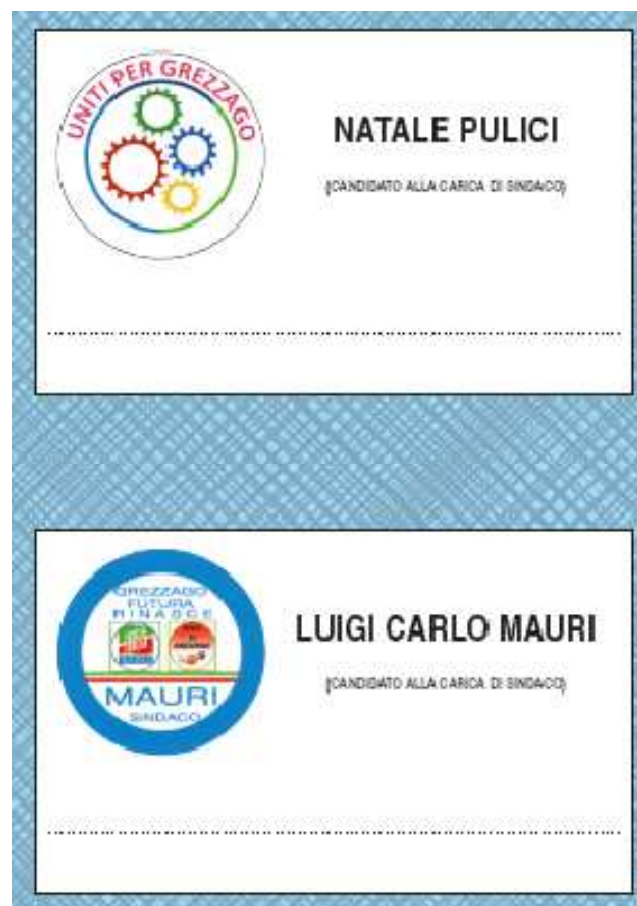 UNITI PER GREZZAGO
NATALE PULICI
(CANDIDATO ALLA CARICA DI SINDACO)
GREZZAGO
FUTURA
RINASCE
MAURI
SINDACO
LUIGI CARLO MAURI
(CANDIDATO ALLA CARICA DI SINDACO)